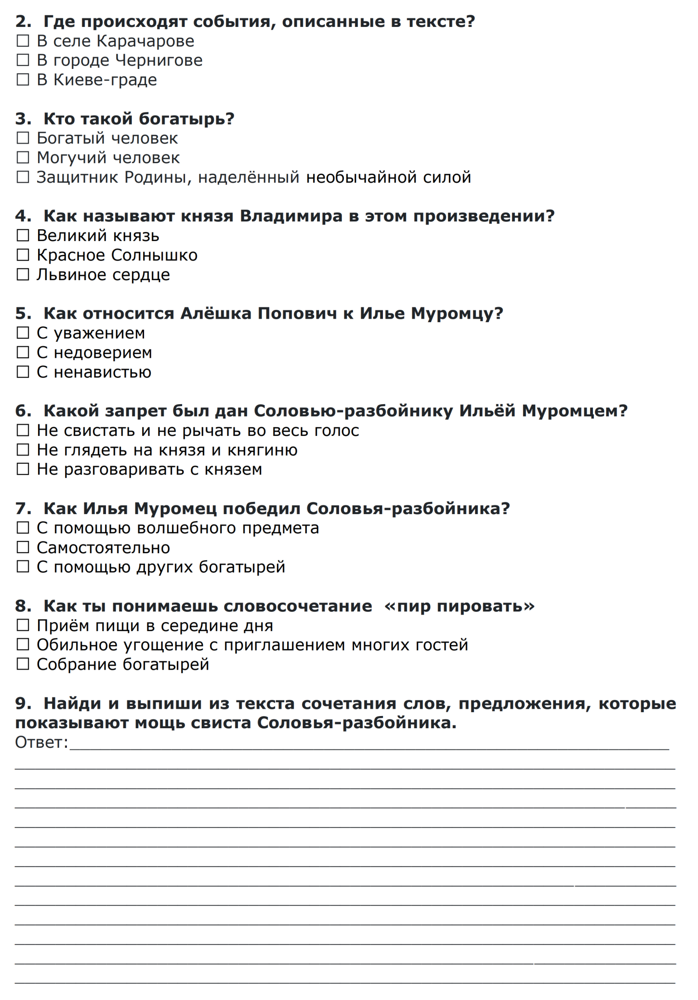 2. Где происходят события, описанные в тексте?
☐ В селе Карачарове
☐ В городе Чернигове
☐ В Киеве-граде
3. Кто такой богатырь?
☐ Богатый человек
☐ Могучий человек
☐ Защитник Родины, наделённый необычайной силой
4. Как называют князя Владимира в этом произведении?
☐ Великий князь
☐ Красное Солнышко
☐ Львиное сердце
5. Как относится Алёшка Попович к Илье Муромцу?
☐ С уважением
☐ С недоверием
☐ С ненавистью
6. Какой запрет был дан Соловью-разбойнику Ильёй Муромцем?
☐ Не свистать и не рычать во весь голос
☐ Не глядеть на князя и княгиню
☐ Не разговаривать с князем
7. Как Илья Муромец победил Соловья-разбойника?
☐ С помощью волшебного предмета
☐ Самостоятельно
☐ С помощью других богатырей
8. Как ты понимаешь словосочетание «пир пировать»
☐ Приём пищи в середине дня
☐ Обильное угощение с приглашением многих гостей
☐ Собрание богатырей
9. Найди и выпиши из текста сочетания слов, предложения, которые
показывают мощь свиста Соловья-разбойника.
Ответ: